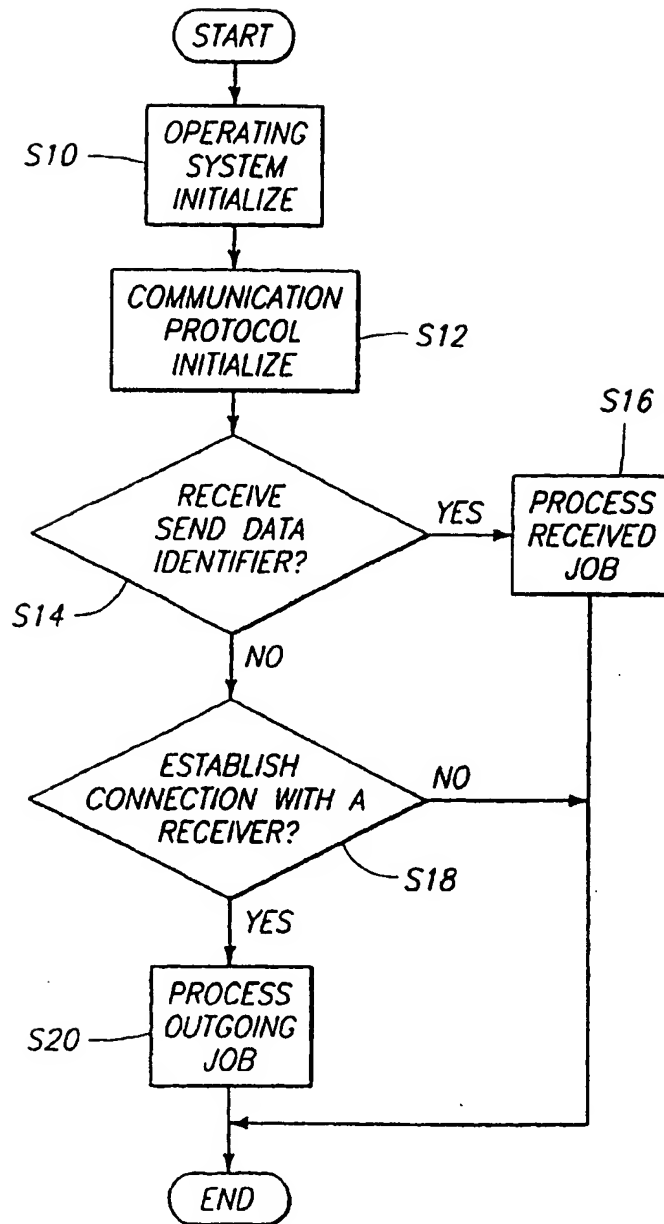 START
S10
OPERATING
SYSTEM
INITIALIZE
COMMUNICATION
PROTOCOL
INITIALIZE
S12
S16
RECEIVE
SEND DATA
IDENTIFIER?
S14
YES
PROCESS
RECEIVED
JOB
NO
ESTABLISH
CONNECTION WITH A
RECEIVER?
NO
S18
YES
PROCESS
OUTGOING
JOB
S20
END